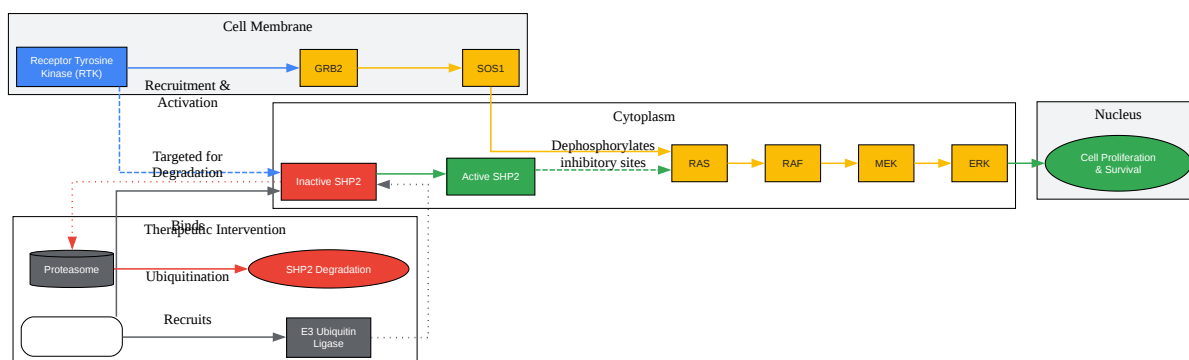 Cell Membrane
Receptor Tyrosine
Kinase (RTK)
GRB2
SOS1
Recruitment &
Activation
Cytoplasm
Nucleus
Targeted for
Degradation
Dephosphorylates
inhibitory sites
Inactive SHP2
Active SHP2
RAS
RAF
MEK
ERK
Cell Proliferation
& Survival
Binds
Therapeutic Intervention
Proteasome
Ubiquitination
SHP2 Degradation
Recruits
E3 Ubiquitin
Ligase